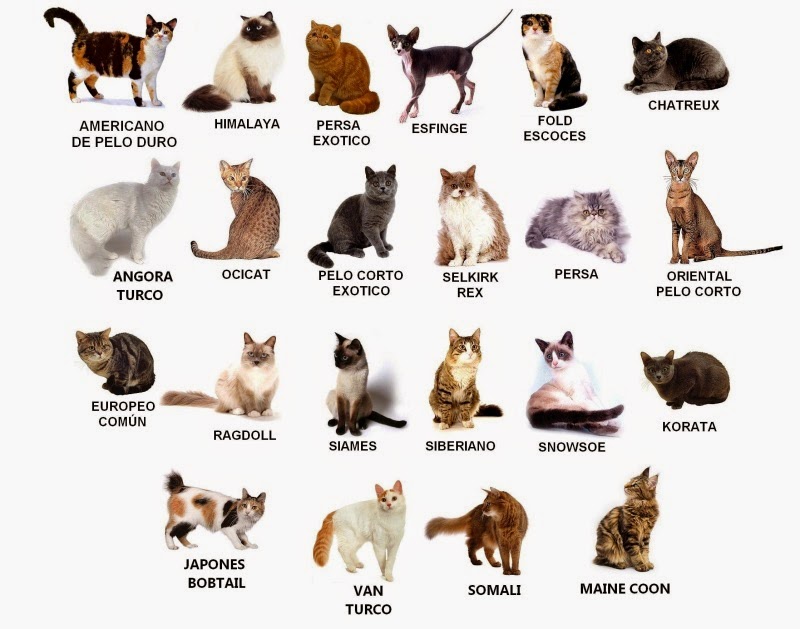 AMERICANO
DE PELO DURO
HIMALAYA
PERSA
EXOTICO
ESFINGE
FOLD
ESCOCES
CHATREUX
ANGORA
TURCO
OCICAT
PELO CORTO
EXOTICO
SELKIRK
REX
PERSA
ORIENTAL
PELO CORTO
EUROPEO
COMÚN
RAGDOLL
SIAMES
SIBERIANO
SNOWSOE
KORATA
JAPONES
BOBTAIL
VAN
TURCO
SOMALI
MAINE COON